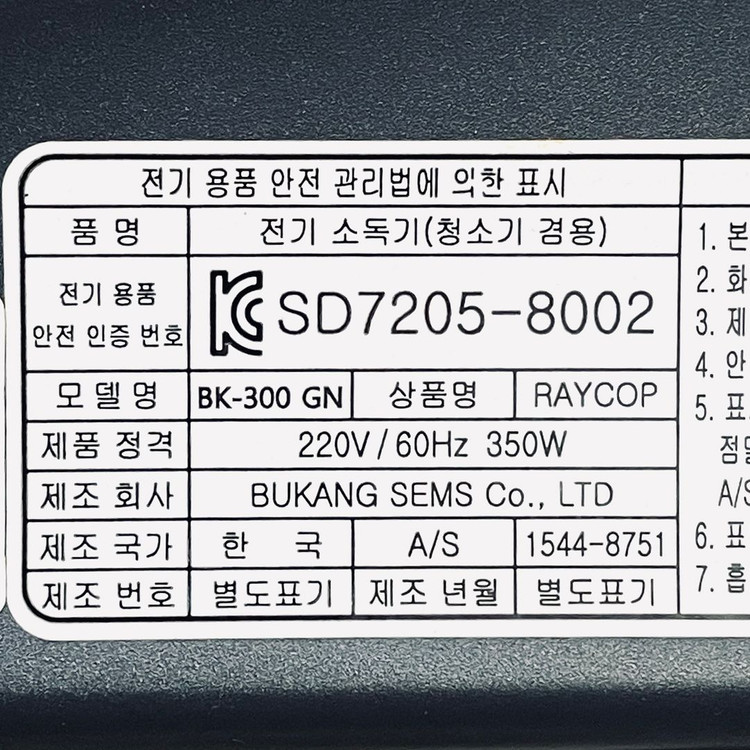 전기 용품 안전 관리법에 의한 표시
품 명 전기 소독기(청소기 겸용)
전기 용품
안전 인증 번호 SD7205-8002
모 델 명 BK-300 GN 상품명 RAYCOP
제품 정격 220V / 60Hz 350W
제조 회사 BUKANG SEMS Co., LTD
제조 국가 한 국 A/S 1544-8751
제조 번호 별도표기 제조 년월 별도표기
1. 본
2. 화
3. 제
4. 안
5. 표
A/S
6. 표
7. 흡